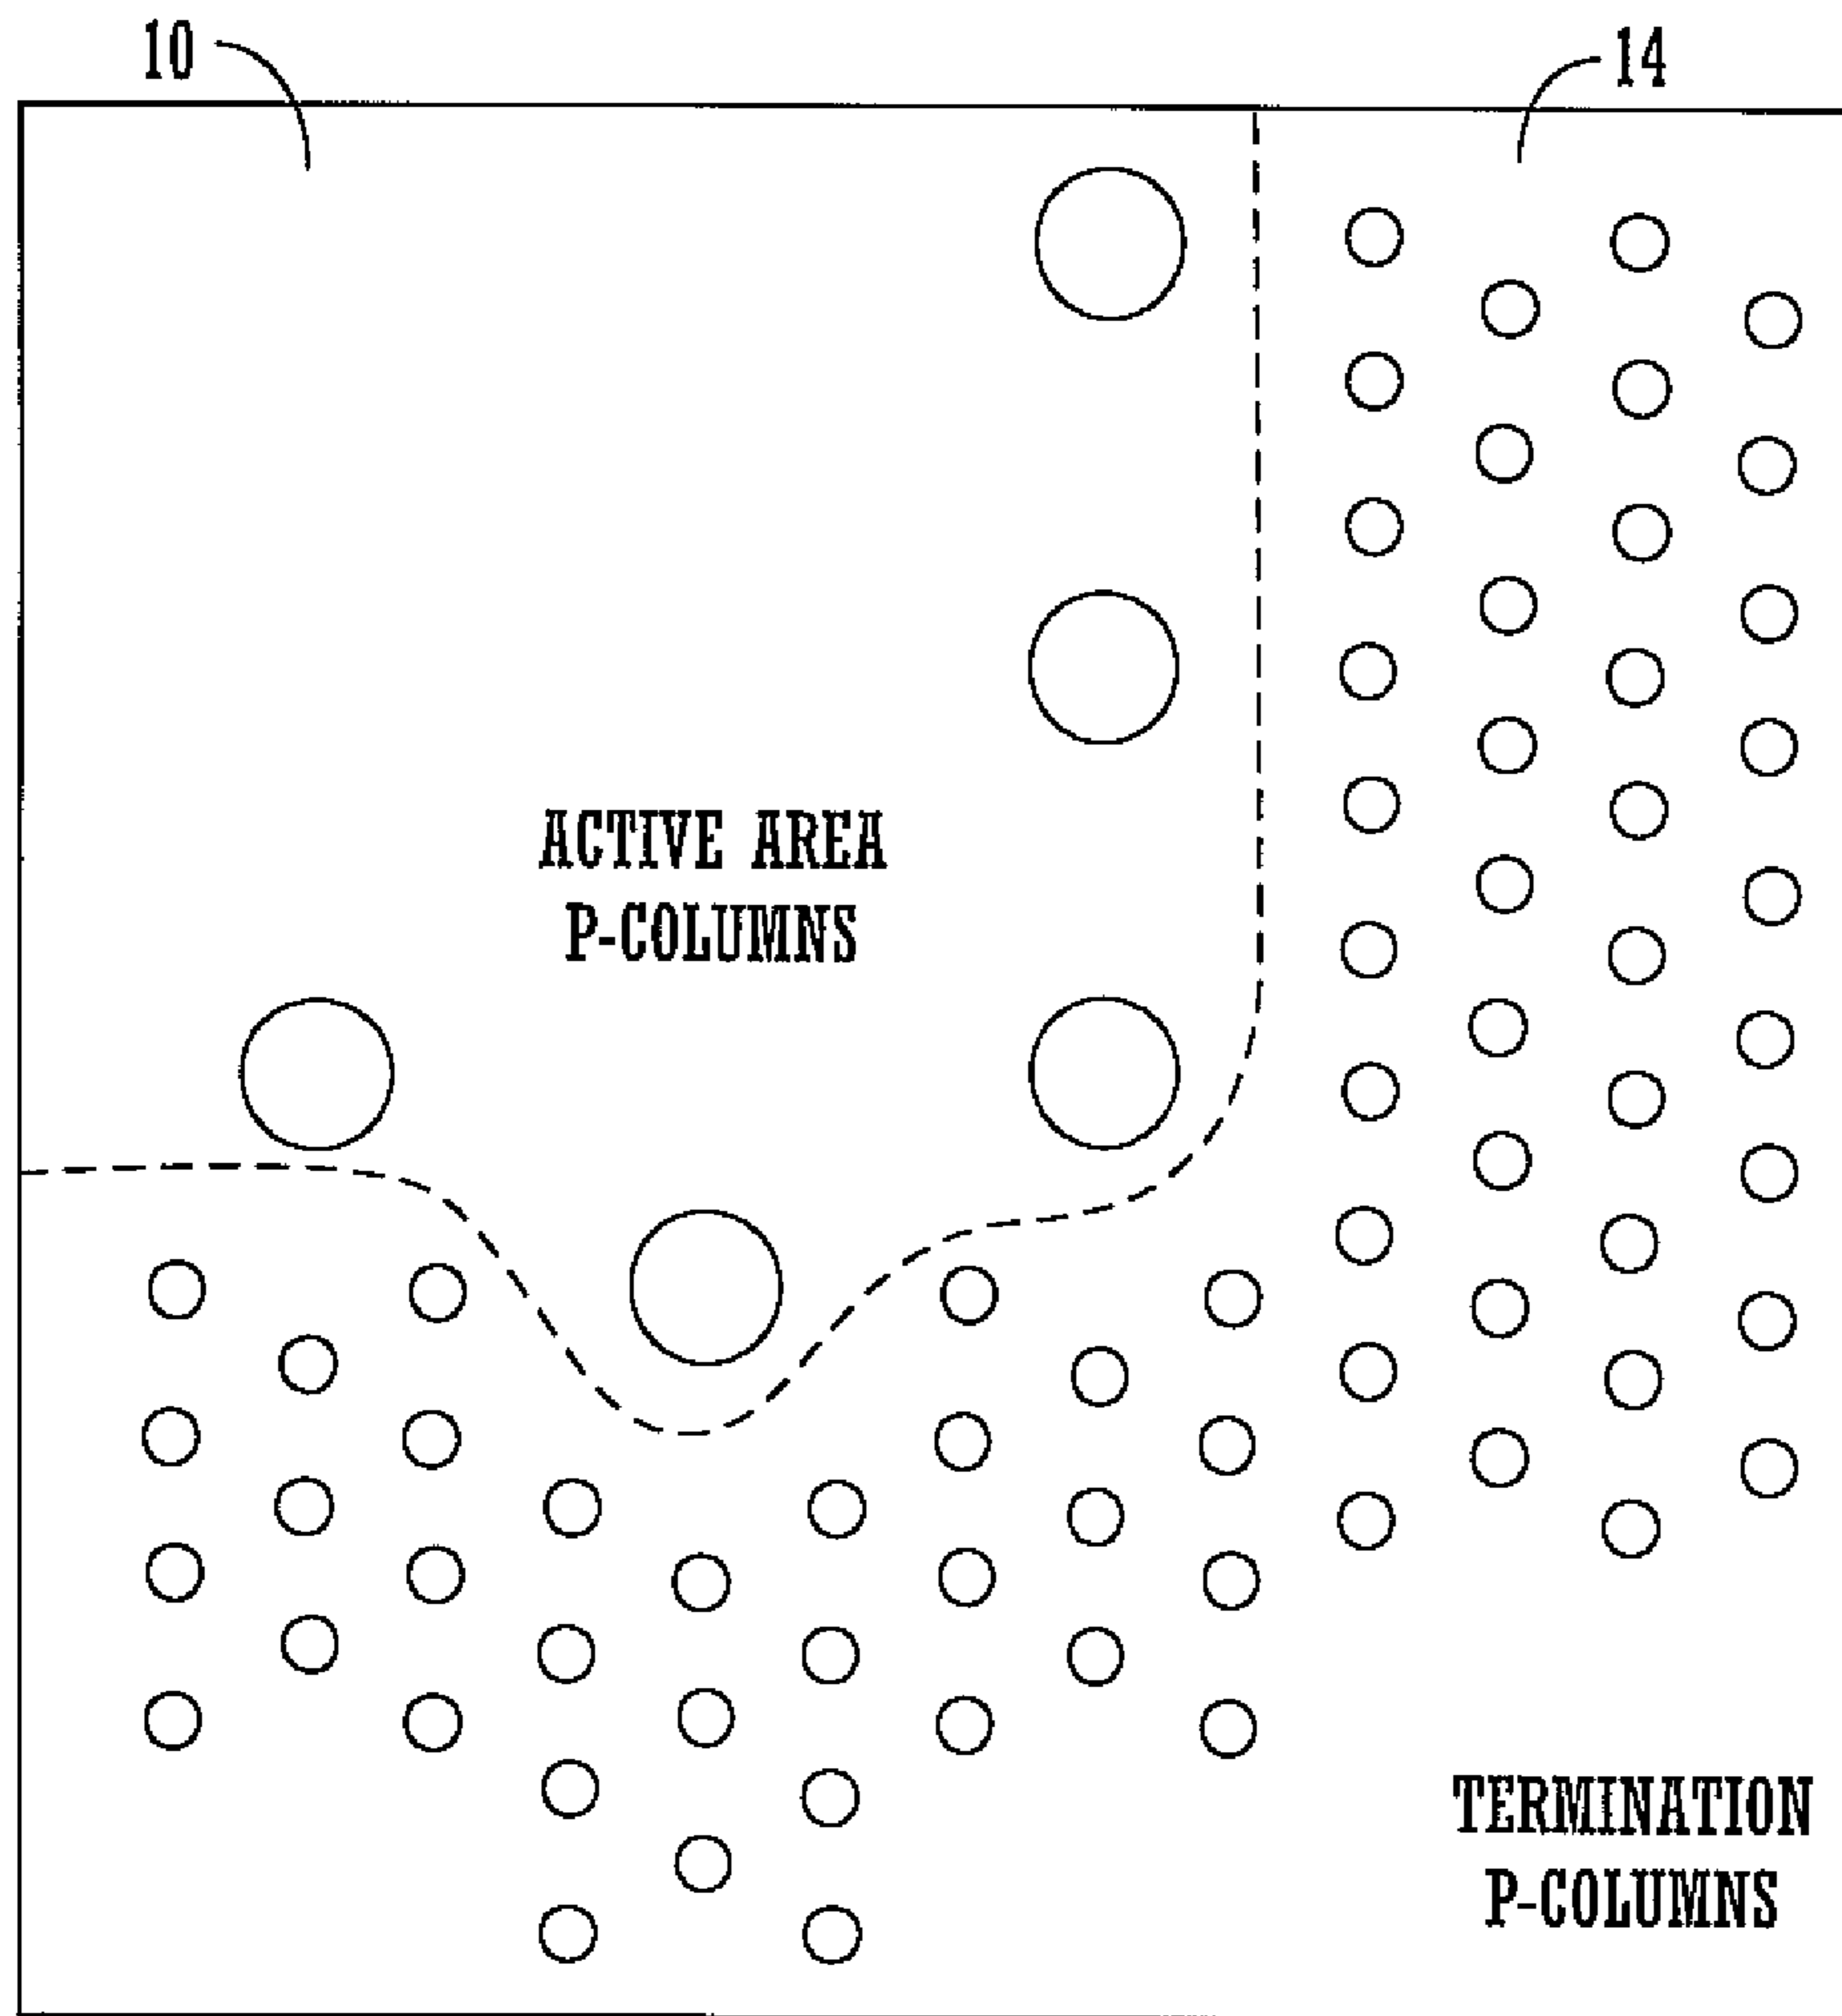 10
14
ACTIVE AREA
P-COLUMNS
TERMINATION
P-COLUMNS